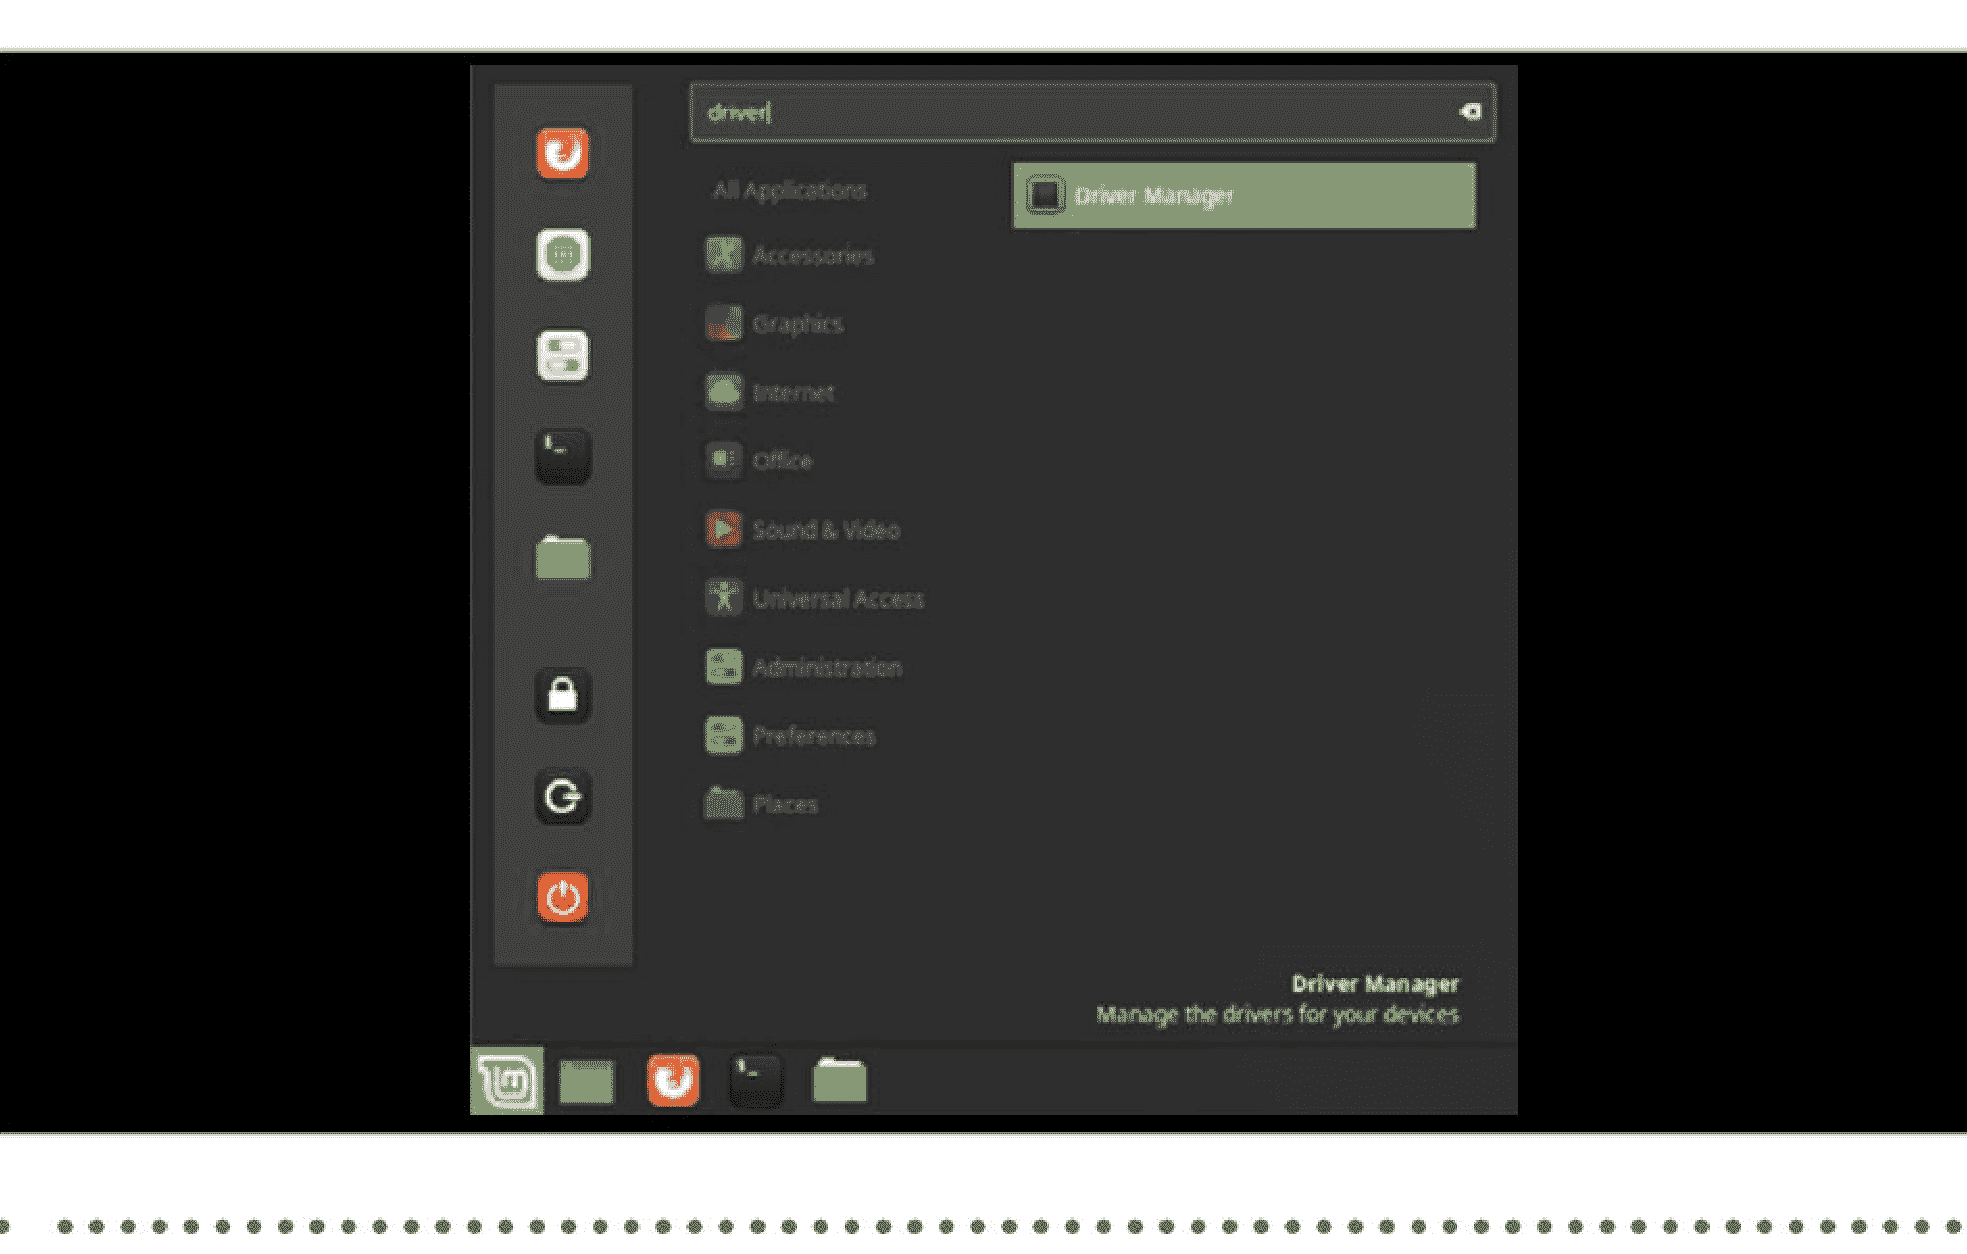 driver
All Applications
Driver Manager
Accessories
Graphics
Internet
Office
Sound & Video
Universal Access
Administration
Preferences
Places
Driver Manager
Manage the drivers for your devices